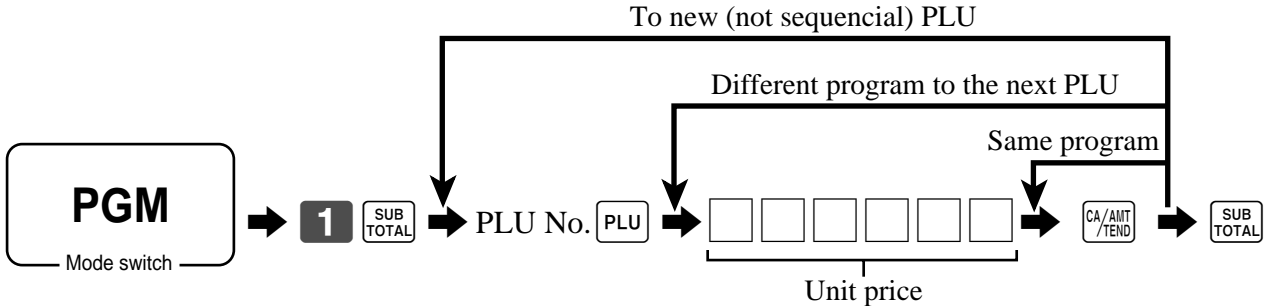 To new (not sequencial) PLU
Different program to the next PLU
Same program
PGM
Mode switch
1 SUB TOTAL PLU No. PLU CA/AMT TEND SUB TOTAL
Unit price